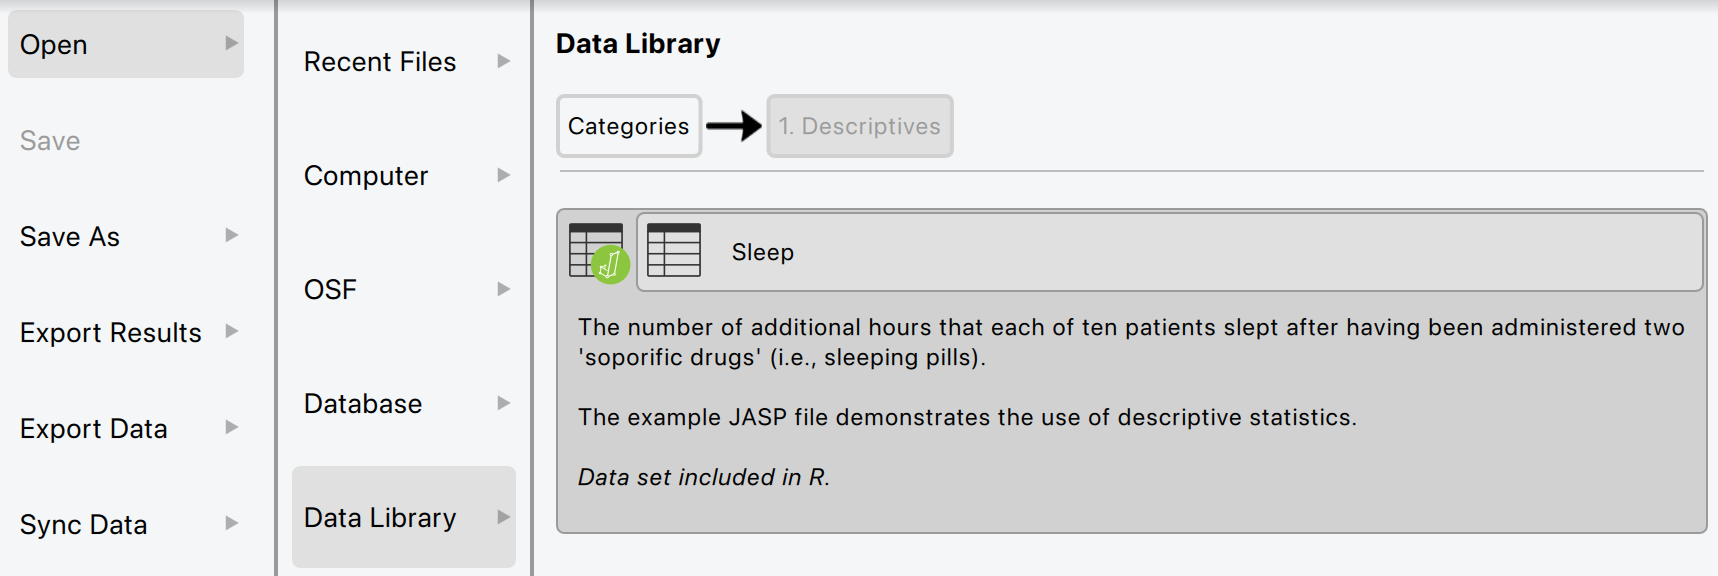 Open
Save
Save As
Export Results
Export Data
Sync Data
Recent Files
Computer
OSF
Database
Data Library
Data Library
Categories
1. Descriptives
Sleep
The number of additional hours that each of ten patients slept after having been administered two
'soporific drugs' (i.e., sleeping pills).
The example JASP file demonstrates the use of descriptive statistics.
Data set included in R.